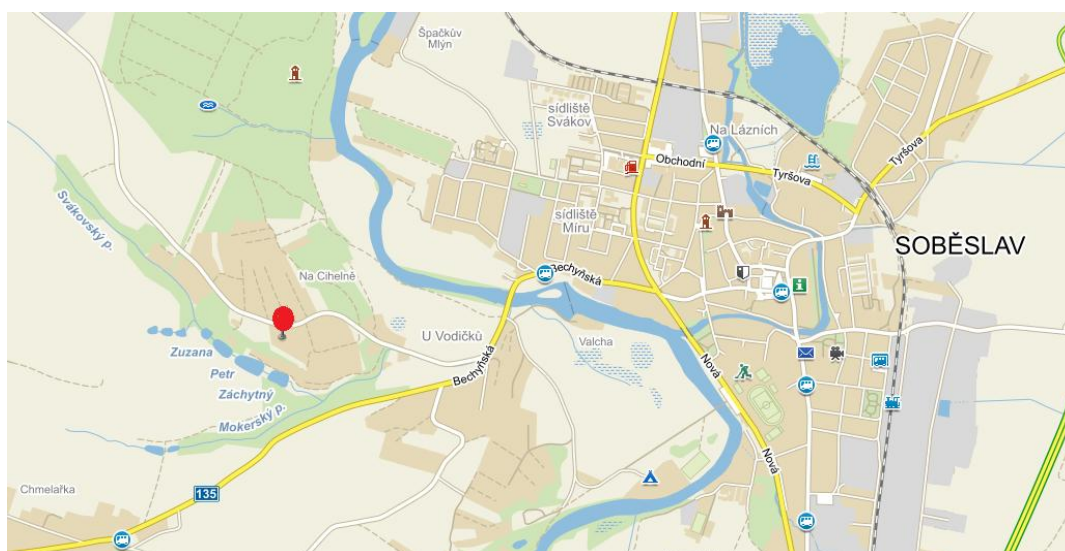 Špačkův
Mlýn
sídliště
Svákov
Na Lázních
Obchodní
Tyršova
Tyršova
sídliště
Míru
SOBĚSLAV
Svákovský p.
Na Cihelně
Bechyňská
U Vodičků
Valcha
Zuzana
Petr
Záchytný
Mokerský p.
Bechyňská
Nová
Nová
Chmelařka
135